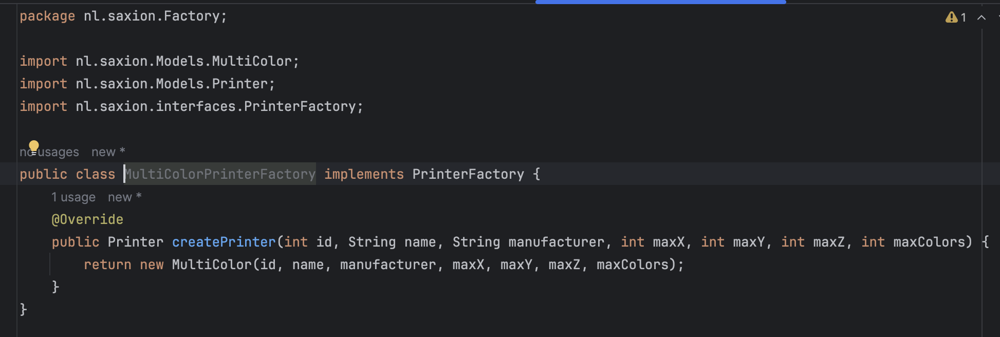 package nl.saxion.Factory;
1
import nl.saxion.Models.MultiColor;
import nl.saxion.Models.Printer;
import nl.saxion.interfaces.PrinterFactory;
no usages new *
public class MultiColorPrinterFactory implements PrinterFactory {
1 usage new *
@Override
public Printer createPrinter(int id, String name, String manufacturer, int maxX, int maxY, int maxZ, int maxColors) {
return new MultiColor(id, name, manufacturer, maxX, maxY, maxZ, maxColors);
}
}